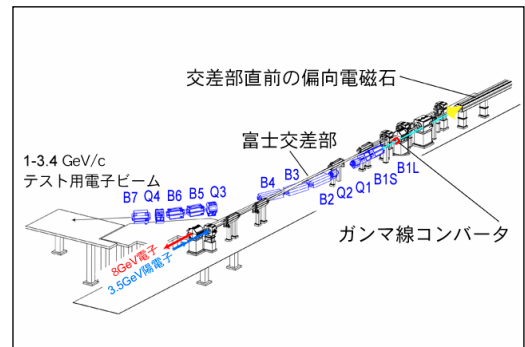 交差部直前の偏向電磁石
富士交差部
1-3.4 GeV/c
テスト用電子ビーム
B7 Q4 B6 B5 Q3
B4 B3 B2 Q2 Q1 B1S B1L
ガンマ線コンバータ
8GeV電子
3.5GeV陽電子